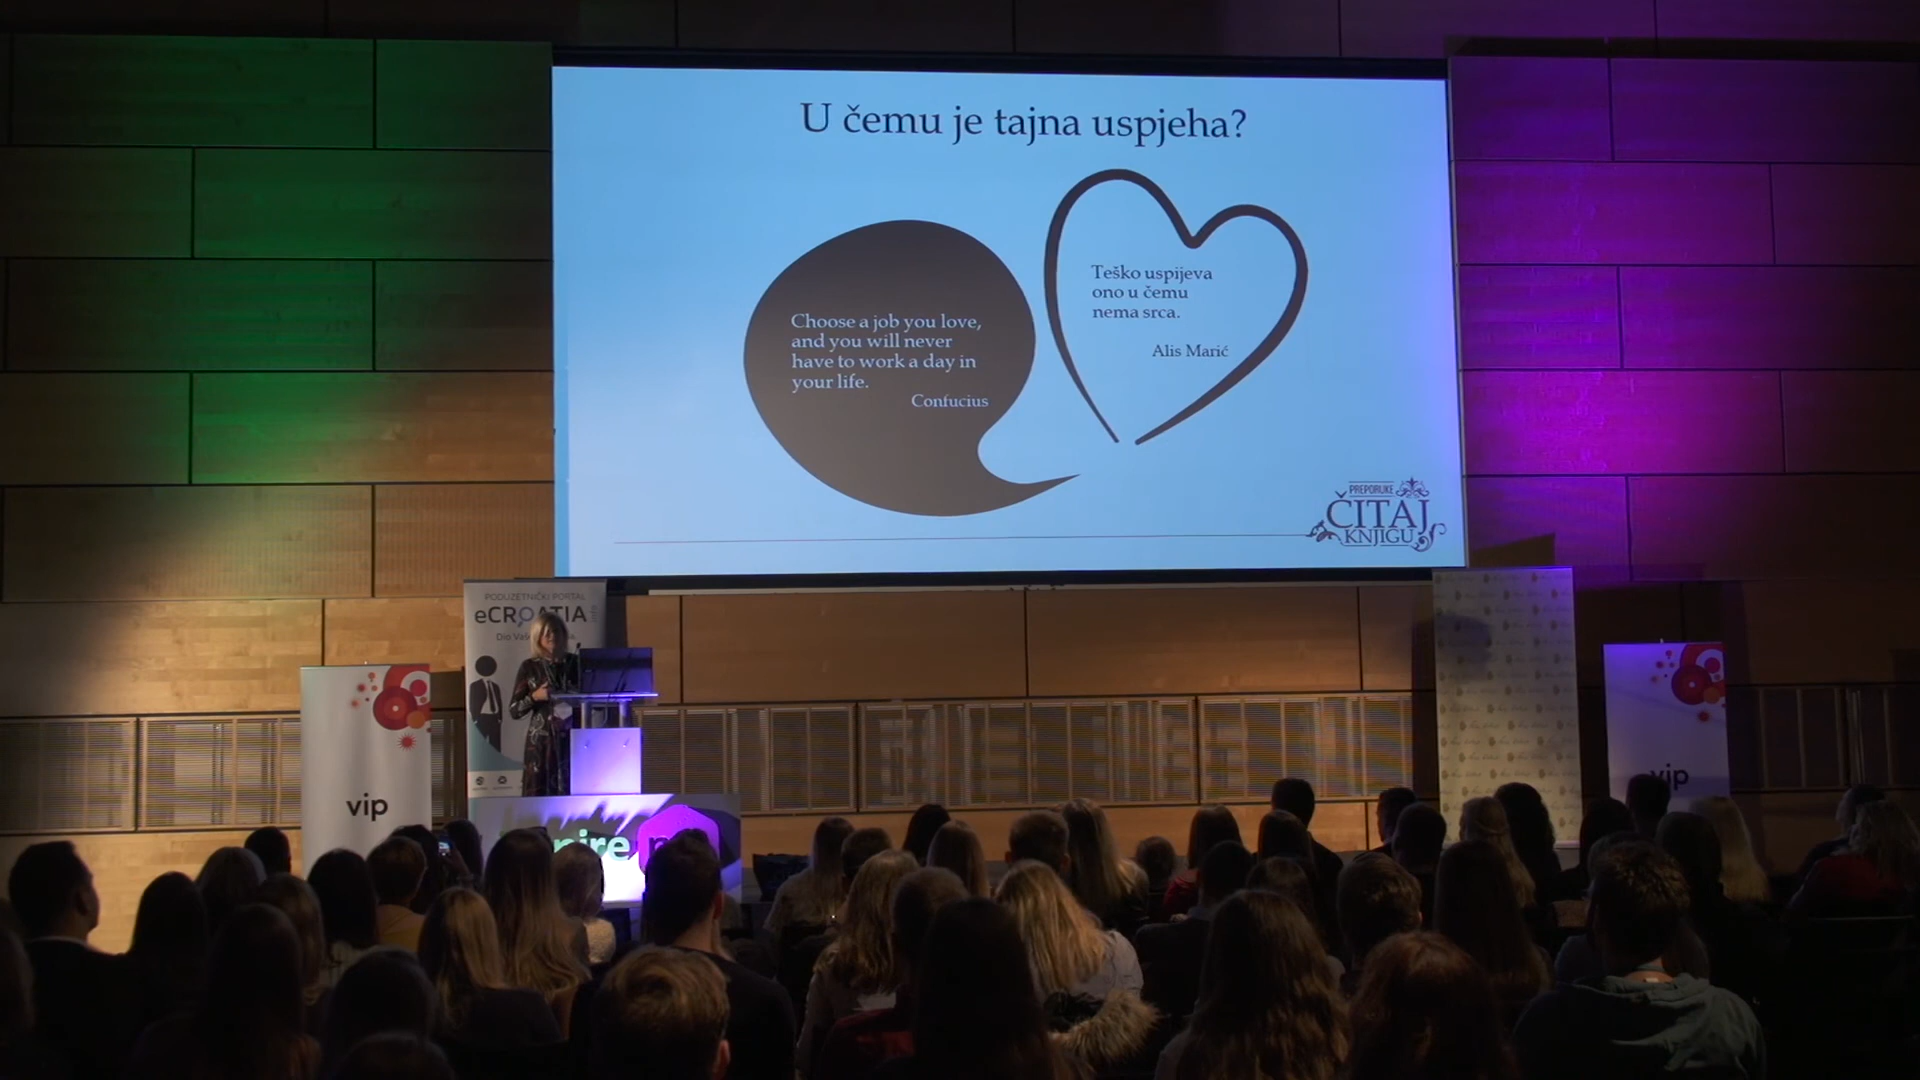 U čemu je tajna uspjeha?
Choose a job you love,
and you will never
have to work a day in
your life.
Confucius
Teško uspijeva
ono u čemu
nema srca.
Alis Marić
PREPORUKE
ČITAJ
KNJIGU
PODUZETNIČKI PORTAL
eCROATIA
vip
vip